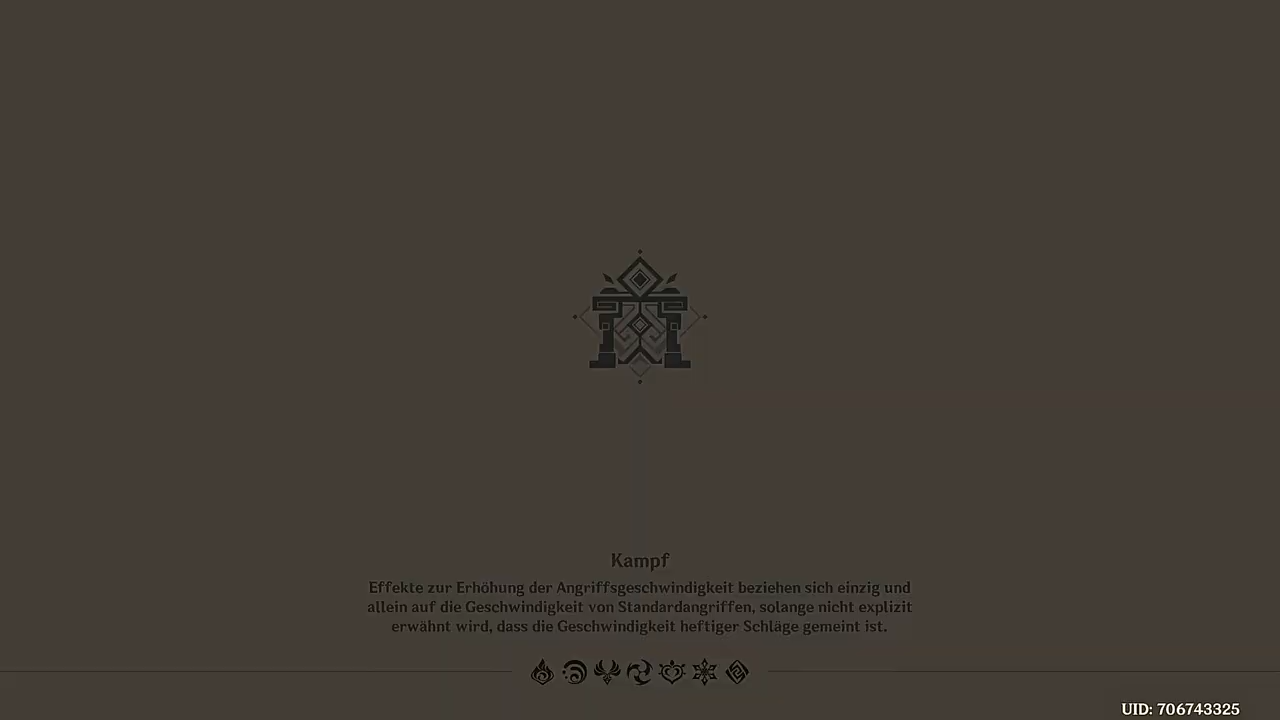 Kampf
Effekte zur Erhöhung der Angriffsgeschwindigkeit beziehen sich einzig und
allein auf die Geschwindigkeit von Standardangriffen, solange nicht explizit
erwähnt wird, dass die Geschwindigkeit heftiger Schläge gemeint ist.
UID: 706743325